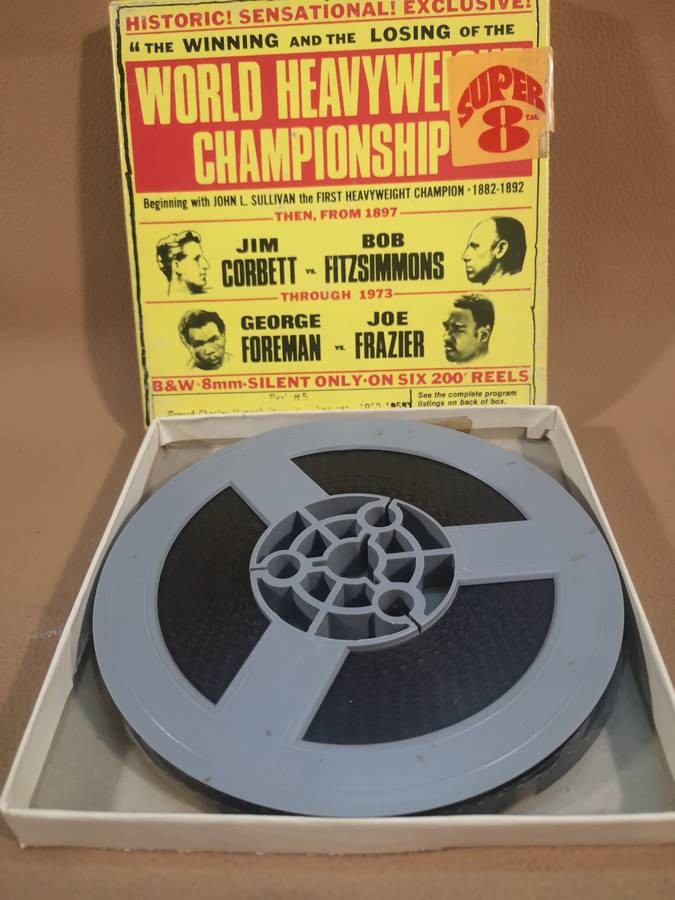 HISTORIC! SENSATIONAL! EXCLUSIVE!
“THE WINNING AND THE LOSING OF THE
WORLD HEAVYWEIGHT
CHAMPIONSHIP
SUPER
8 T.M.
Beginning with JOHN L. SULLIVAN the FIRST HEAVYWEIGHT CHAMPION · 1882-1892
THEN, FROM 1897
JIM CORBETT vs. BOB FITZSIMMONS
THROUGH 1973
GEORGE FOREMAN vs. JOE FRAZIER
B&W·8mm·SILENT ONLY·ON SIX 200' REELS
#5
See the complete program
listings on back of box.